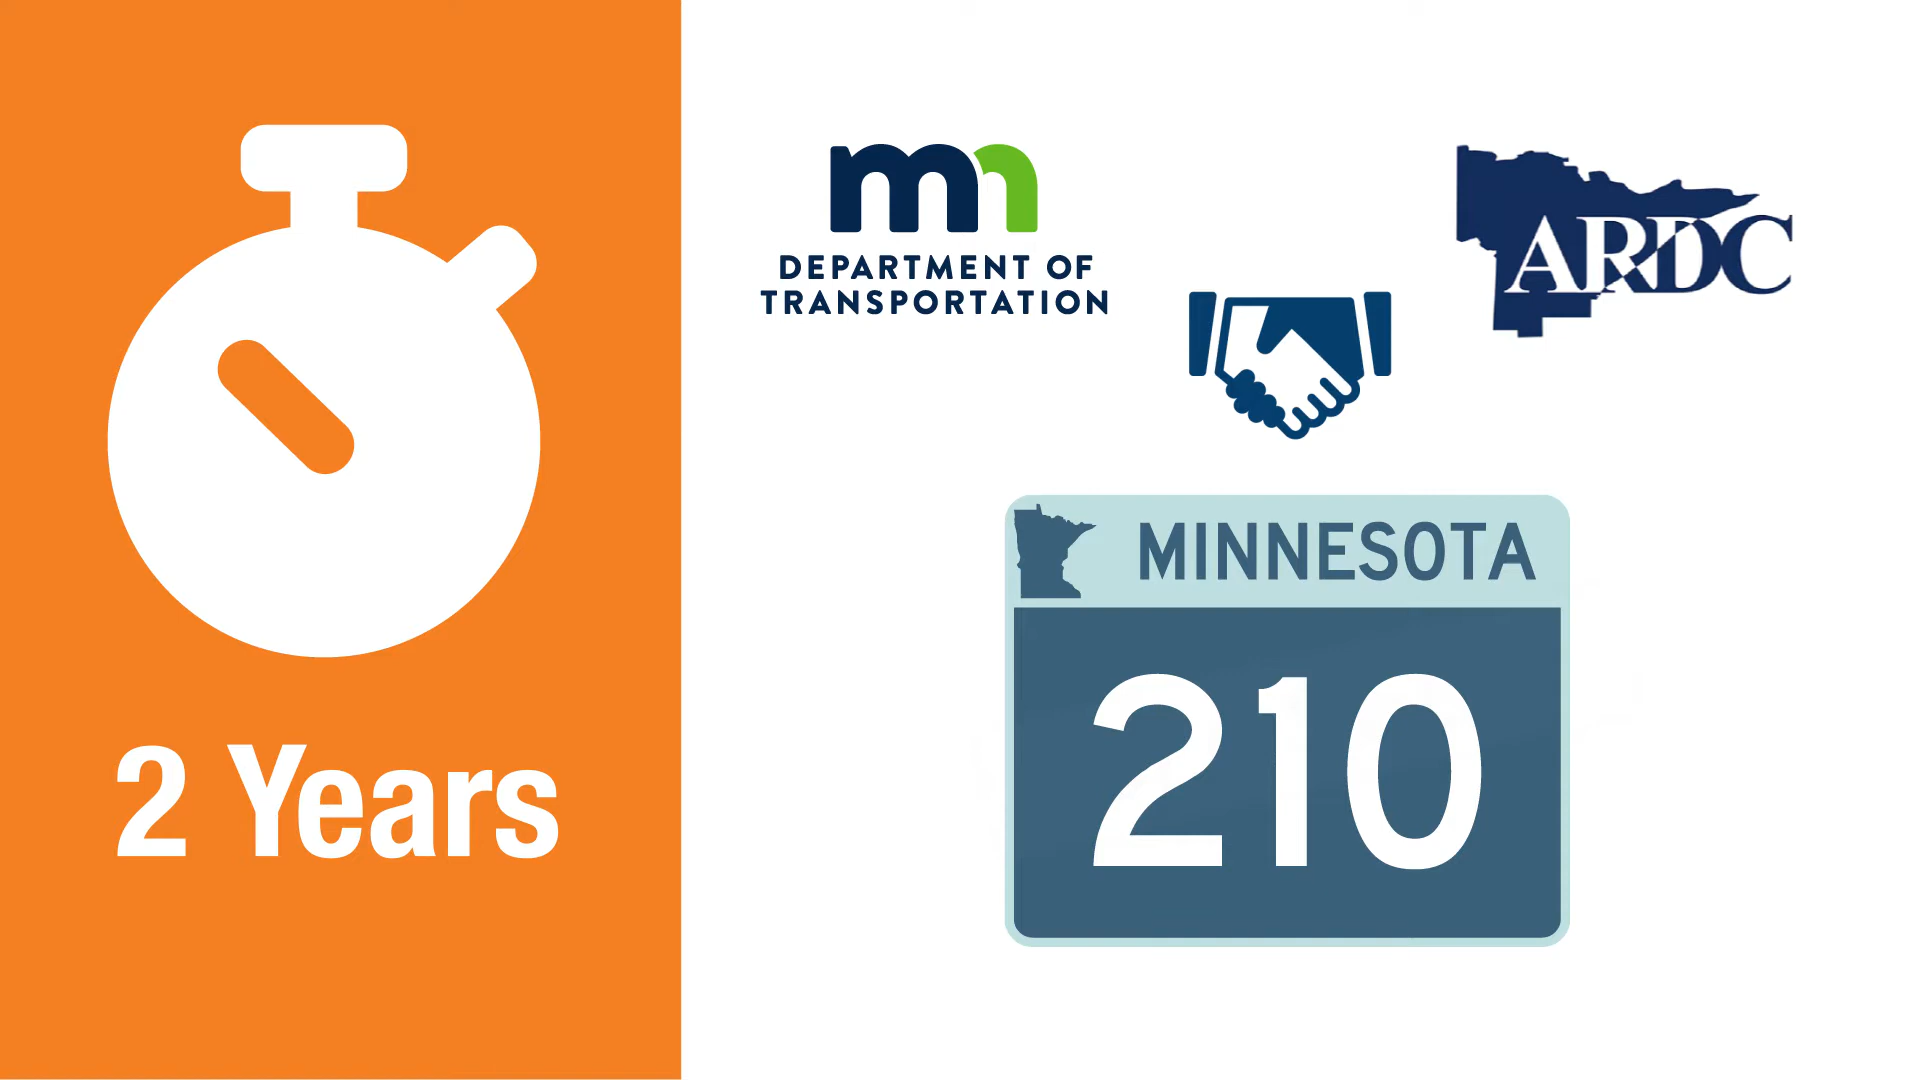 2 Years
mn
DEPARTMENT OF
TRANSPORTATION
ARDC
MINNESOTA
210